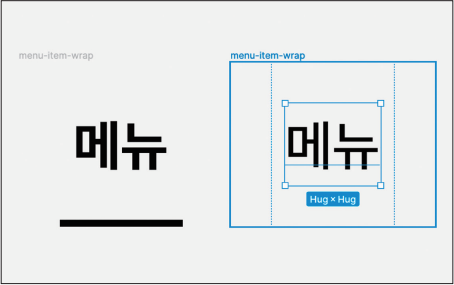 menu-item-wrap
메뉴
menu-item-wrap
메뉴
Hug × Hug